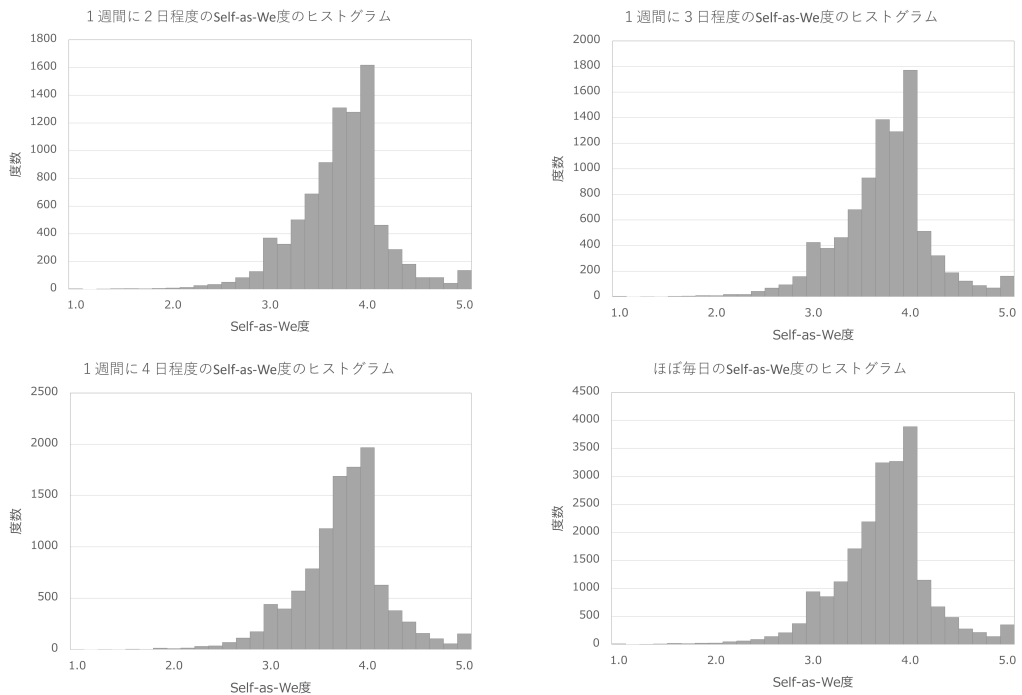 １週間に２日程度のSelf-as-We度のヒストグラム
1800
1600
1400
1200
1000
800
600
400
200
0
度数
1.0 2.0 3.0 4.0 5.0
Self-as-We度
１週間に３日程度のSelf-as-We度のヒストグラム
2000
1800
1600
1400
1200
1000
800
600
400
200
0
度数
1.0 2.0 3.0 4.0 5.0
Self-as-We度
１週間に４日程度のSelf-as-We度のヒストグラム
2500
2000
1500
1000
500
0
度数
1.0 2.0 3.0 4.0 5.0
Self-as-We度
ほぼ毎日のSelf-as-We度のヒストグラム
4500
4000
3500
3000
2500
2000
1500
1000
500
0
度数
1.0 2.0 3.0 4.0 5.0
Self-as-We度